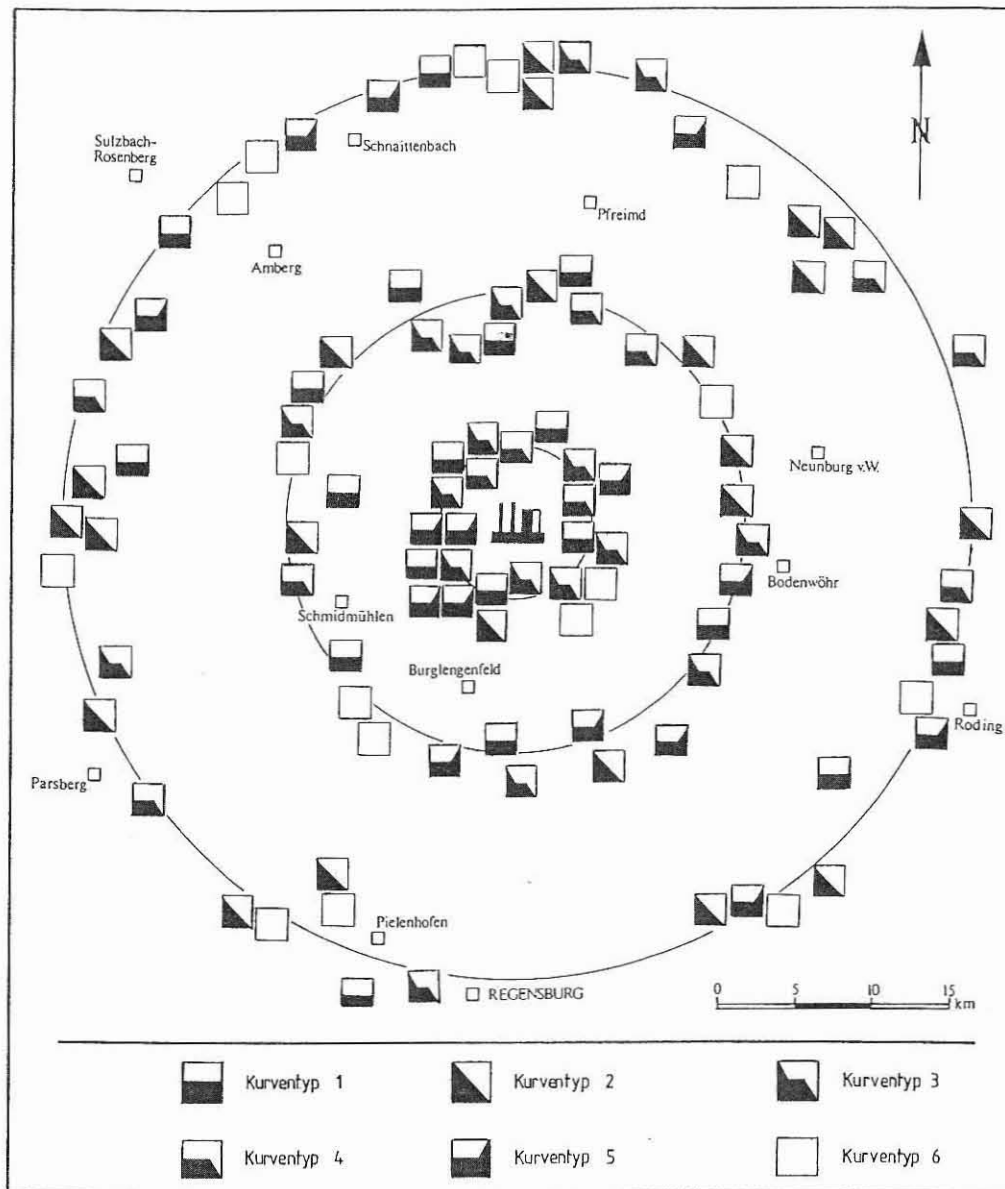 N
Sulzbach-
Rosenberg
Schnaittenbach
Pfreimd
Amberg
Neunburg v.W.
Bodenwöhr
Schmidmühlen
Burglengenfeld
Roding
Parsberg
Pielenhofen
REGENSBURG
0 5 10 15
km
Kurventyp 1
Kurventyp 2
Kurventyp 3
Kurventyp 4
Kurventyp 5
Kurventyp 6